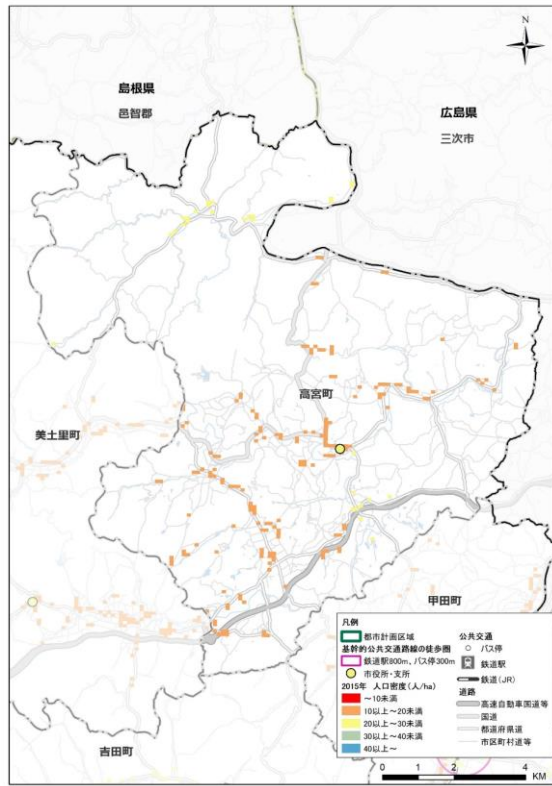 N
島根県
邑智郡
広島県
三次市
高宮町
美土里町
甲田町
吉田町
凡例
都市計画区域
基幹的公共交通路線の徒歩圏
鉄道駅800m, バス停300m
市役所・支所
2015年 人口密度(人/ha)
～10未満
10以上～20未満
20以上～30未満
30以上～40未満
40以上～
公共交通
バス停
鉄道駅
鉄道(JR)
道路
高速自動車国道等
国道
都道府県道
市区町村道等
0 1 2 4
KM